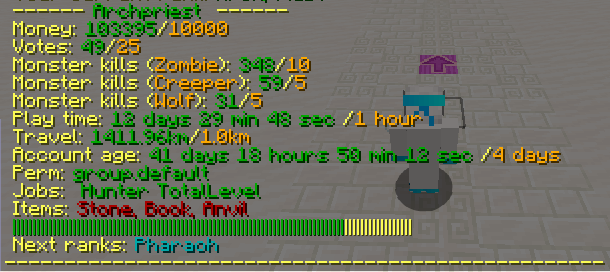 ------ Archpriest ------
Money: 103395/10000
Votes: 49/25
Monster kills (Zombie): 348/10
Monster kills (Creeper): 59/5
Monster kills (Wolf): 31/5
Play time: 12 days 29 min 48 sec /1 hour
Travel: 1411.96km/1.0km
Account age: 41 days 18 hours 50 min 12 sec /4 days
Perm: group.default
Jobs: Hunter TotalLevel
Items: Stone, Book, Anvil
Next ranks: Pharaoh